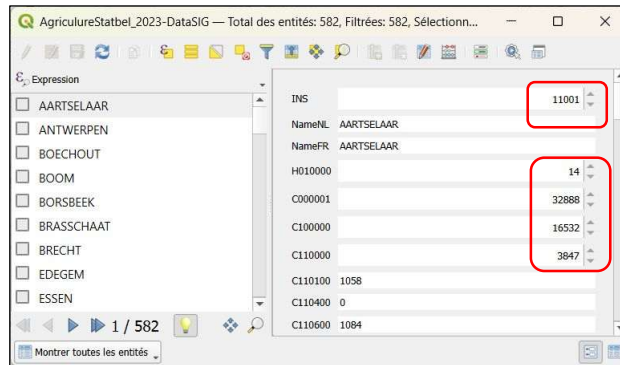 AgriculureStatbel_2023-DataSIG — Total des entités: 582, Filtrées: 582, Sélectionn...
Expression
AARTSELAAR
ANTWERPEN
BOECHOUT
BOOM
BORSBEEK
BRASSCHAAT
BRECHT
EDEGEM
ESSEN
1 / 582
Montrer toutes les entités
INS 11001
NameNL AARTSELAAR
NameFR AARTSELAAR
H010000 14
C000001 32888
C100000 16532
C110000 3847
C110100 1058
C110400 0
C110600 1084